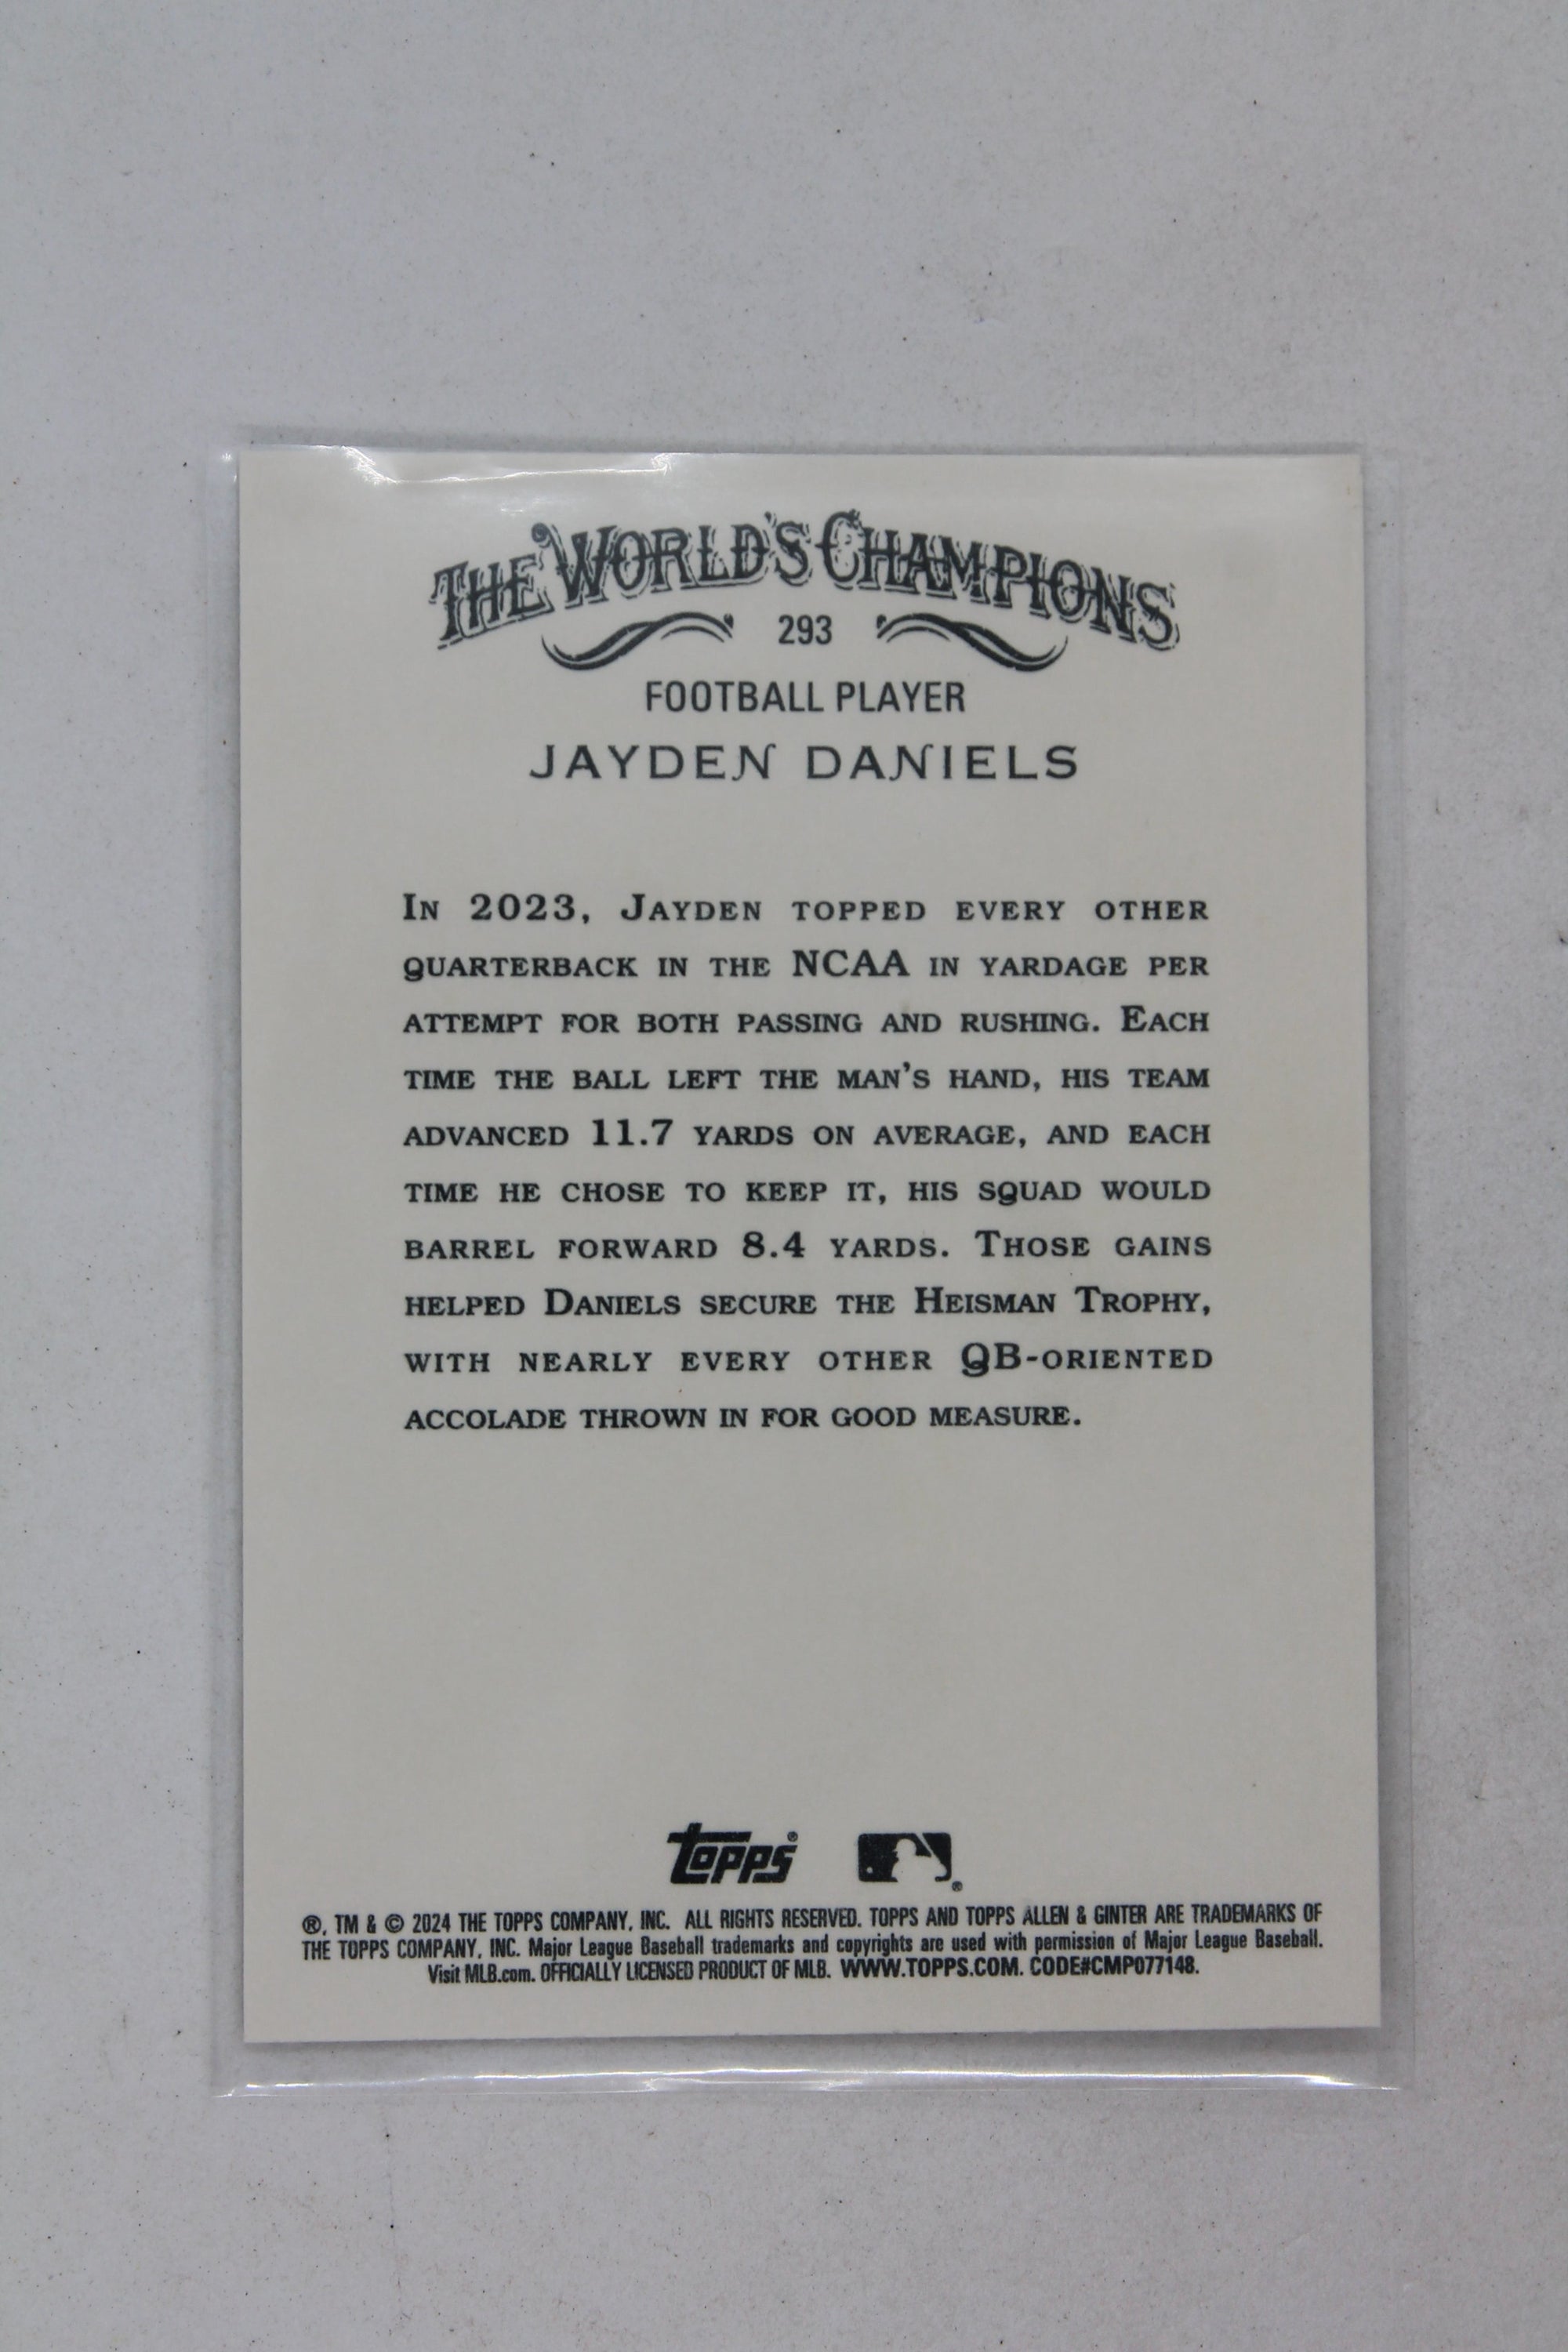 THE WORLD'S CHAMPIONS
293
FOOTBALL PLAYER
JAYDEN DANIELS
In 2023, Jayden topped every other
quarterback in the NCAA in yardage per
attempt for both passing and rushing. Each
time the ball left the man's hand, his team
advanced 11.7 yards on average, and each
time he chose to keep it, his squad would
barrel forward 8.4 yards. Those gains
helped Daniels secure the Heisman Trophy,
with nearly every other QB-oriented
accolade thrown in for good measure.
topps® ®
®, TM & © 2024 THE TOPPS COMPANY, INC. ALL RIGHTS RESERVED. TOPPS AND TOPPS ALLEN & GINTER ARE TRADEMARKS OF
THE TOPPS COMPANY, INC. Major League Baseball trademarks and copyrights are used with permission of Major League Baseball.
Visit MLB.com. OFFICIALLY LICENSED PRODUCT OF MLB. WWW.TOPPS.COM. CODE#CMP077148.